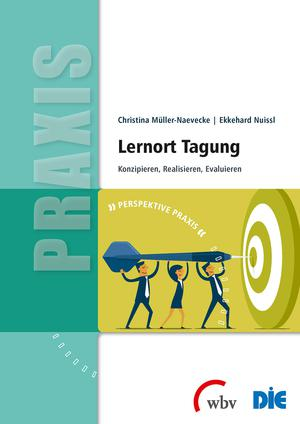 PRAXIS
Christina Müller-Naevecke | Ekkehard Nuissl
Lernort Tagung
Konzipieren, Realisieren, Evaluieren
» PERSPEKTIVE PRAXIS «
wbv
DIE